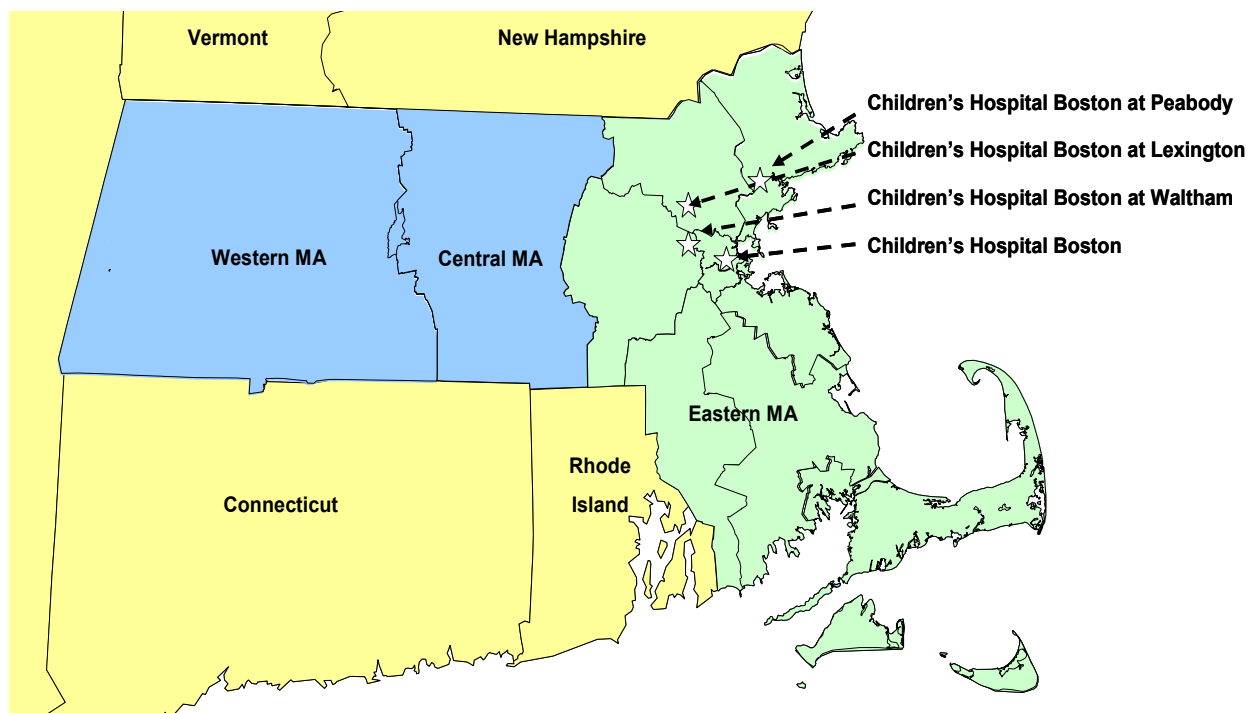 Vermont
New Hampshire
Children's Hospital Boston at Peabody
Children's Hospital Boston at Lexington
Children's Hospital Boston at Waltham
Children's Hospital Boston
Western MA
Central MA
Eastern MA
Rhode
Island
Connecticut